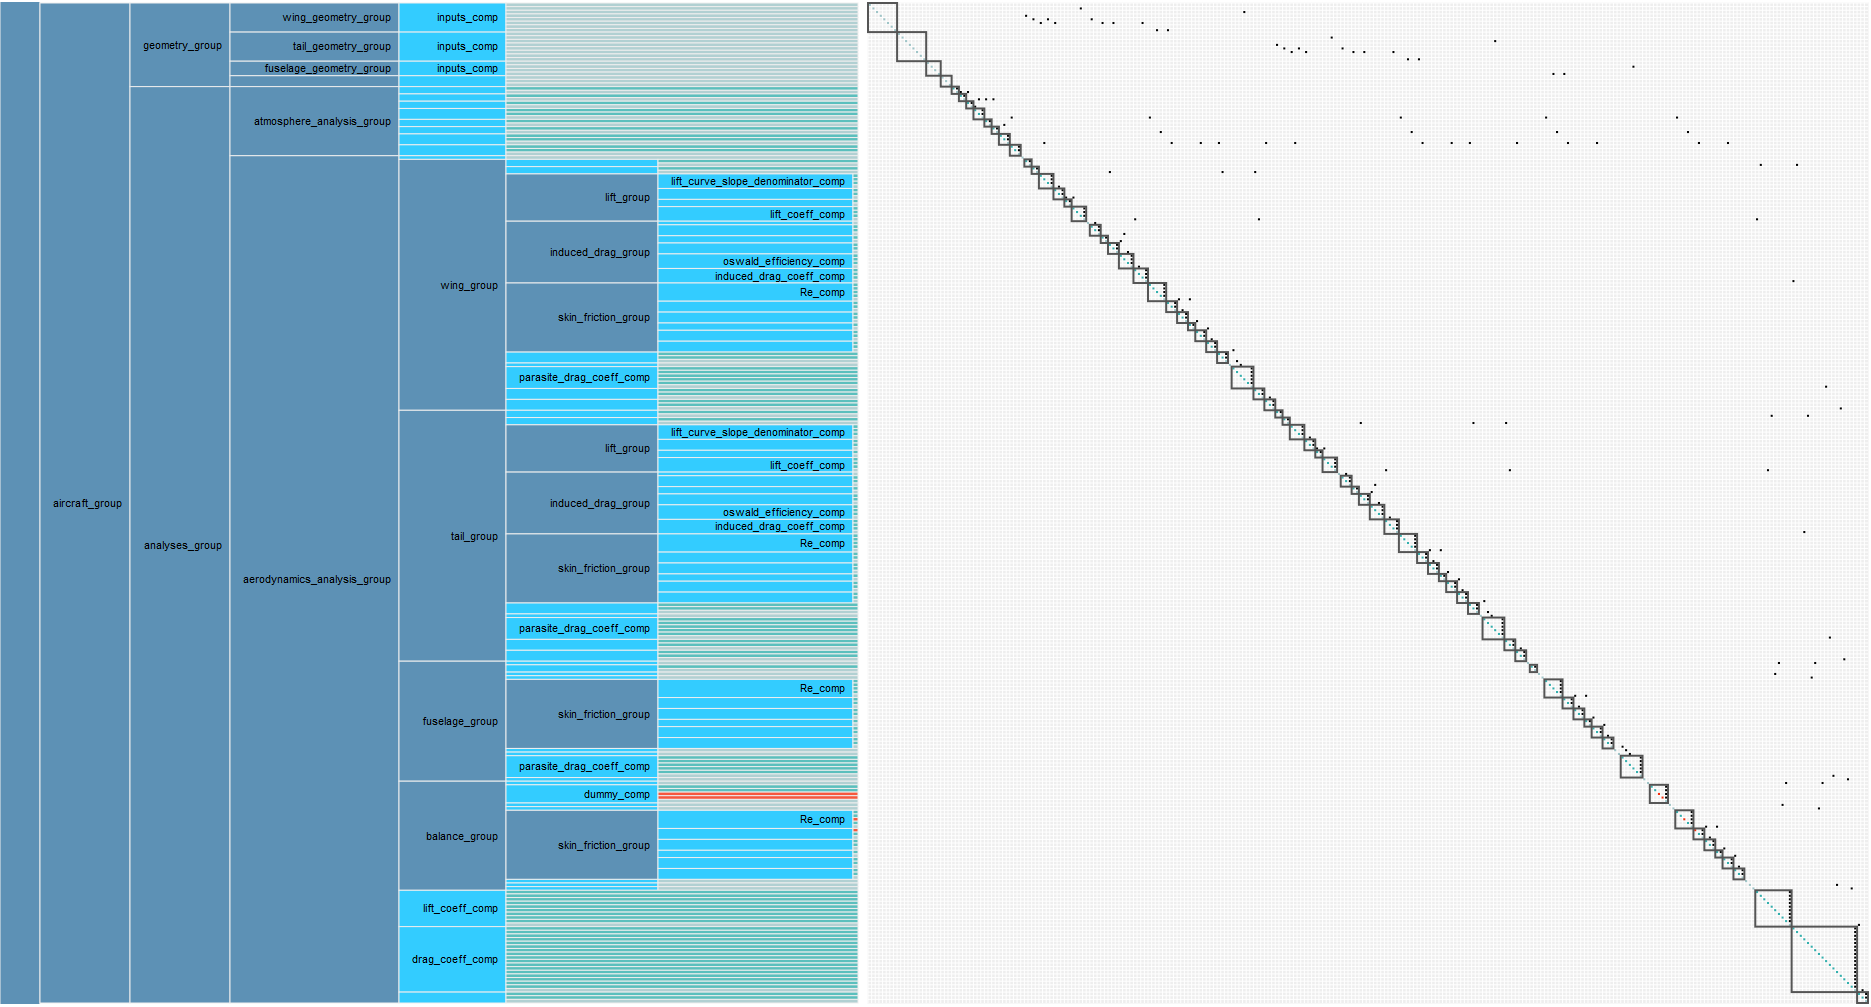 aircraft_group
geometry_group
wing_geometry_group
inputs_comp
tail_geometry_group
inputs_comp
fuselage_geometry_group
inputs_comp
analyses_group
atmosphere_analysis_group
aerodynamics_analysis_group
wing_group
lift_group
lift_curve_slope_denominator_comp
lift_coeff_comp
induced_drag_group
oswald_efficiency_comp
induced_drag_coeff_comp
skin_friction_group
Re_comp
parasite_drag_coeff_comp
tail_group
lift_group
lift_curve_slope_denominator_comp
lift_coeff_comp
induced_drag_group
oswald_efficiency_comp
induced_drag_coeff_comp
skin_friction_group
Re_comp
parasite_drag_coeff_comp
fuselage_group
skin_friction_group
Re_comp
parasite_drag_coeff_comp
balance_group
dummy_comp
skin_friction_group
Re_comp
lift_coeff_comp
drag_coeff_comp